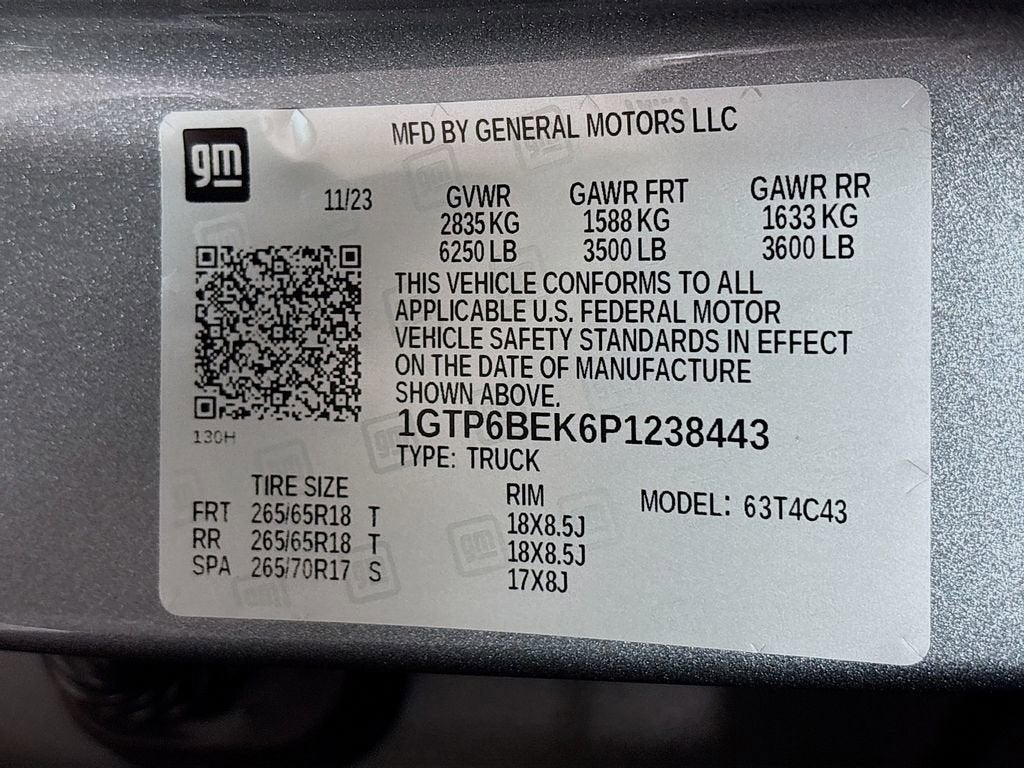 gm
MFD BY GENERAL MOTORS LLC
11/23
GVWR GAWR FRT GAWR RR
2835 KG 1588 KG 1633 KG
6250 LB 3500 LB 3600 LB
THIS VEHICLE CONFORMS TO ALL
APPLICABLE U.S. FEDERAL MOTOR
VEHICLE SAFETY STANDARDS IN EFFECT
ON THE DATE OF MANUFACTURE
SHOWN ABOVE.
1GTP6BEK6P1238443
130H
TYPE: TRUCK
TIRE SIZE RIM MODEL: 63T4C43
FRT 265/65R18 T 18X8.5J
RR 265/65R18 T 18X8.5J
SPA 265/70R17 S 17X8J